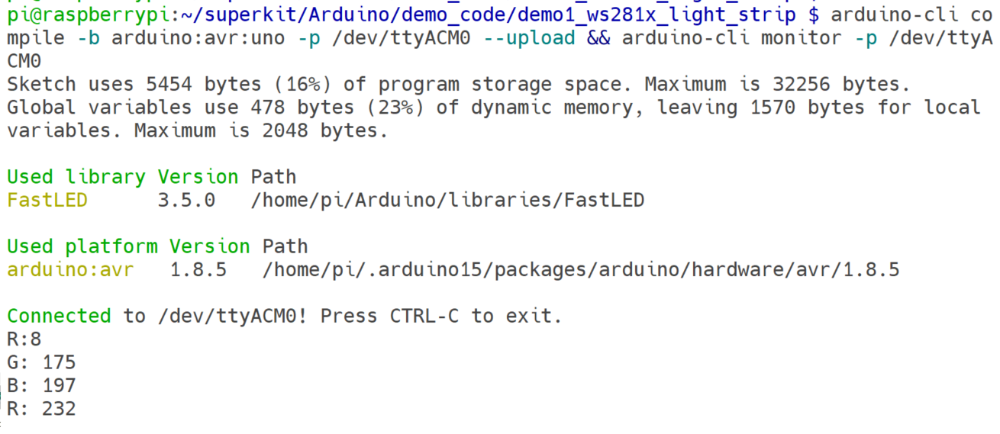 pi@raspberrypi:~/superkit/Arduino/demo_code/demo1_ws281x_light_strip $ arduino-cli co
mpile -b arduino:avr:uno -p /dev/ttyACM0 --upload && arduino-cli monitor -p /dev/ttyA
CM0
Sketch uses 5454 bytes (16%) of program storage space. Maximum is 32256 bytes.
Global variables use 478 bytes (23%) of dynamic memory, leaving 1570 bytes for local
variables. Maximum is 2048 bytes.
Used library Version Path
FastLED 3.5.0 /home/pi/Arduino/libraries/FastLED
Used platform Version Path
arduino:avr 1.8.5 /home/pi/.arduino15/packages/arduino/hardware/avr/1.8.5
Connected to /dev/ttyACM0! Press CTRL-C to exit.
R:8
G: 175
B: 197
R: 232